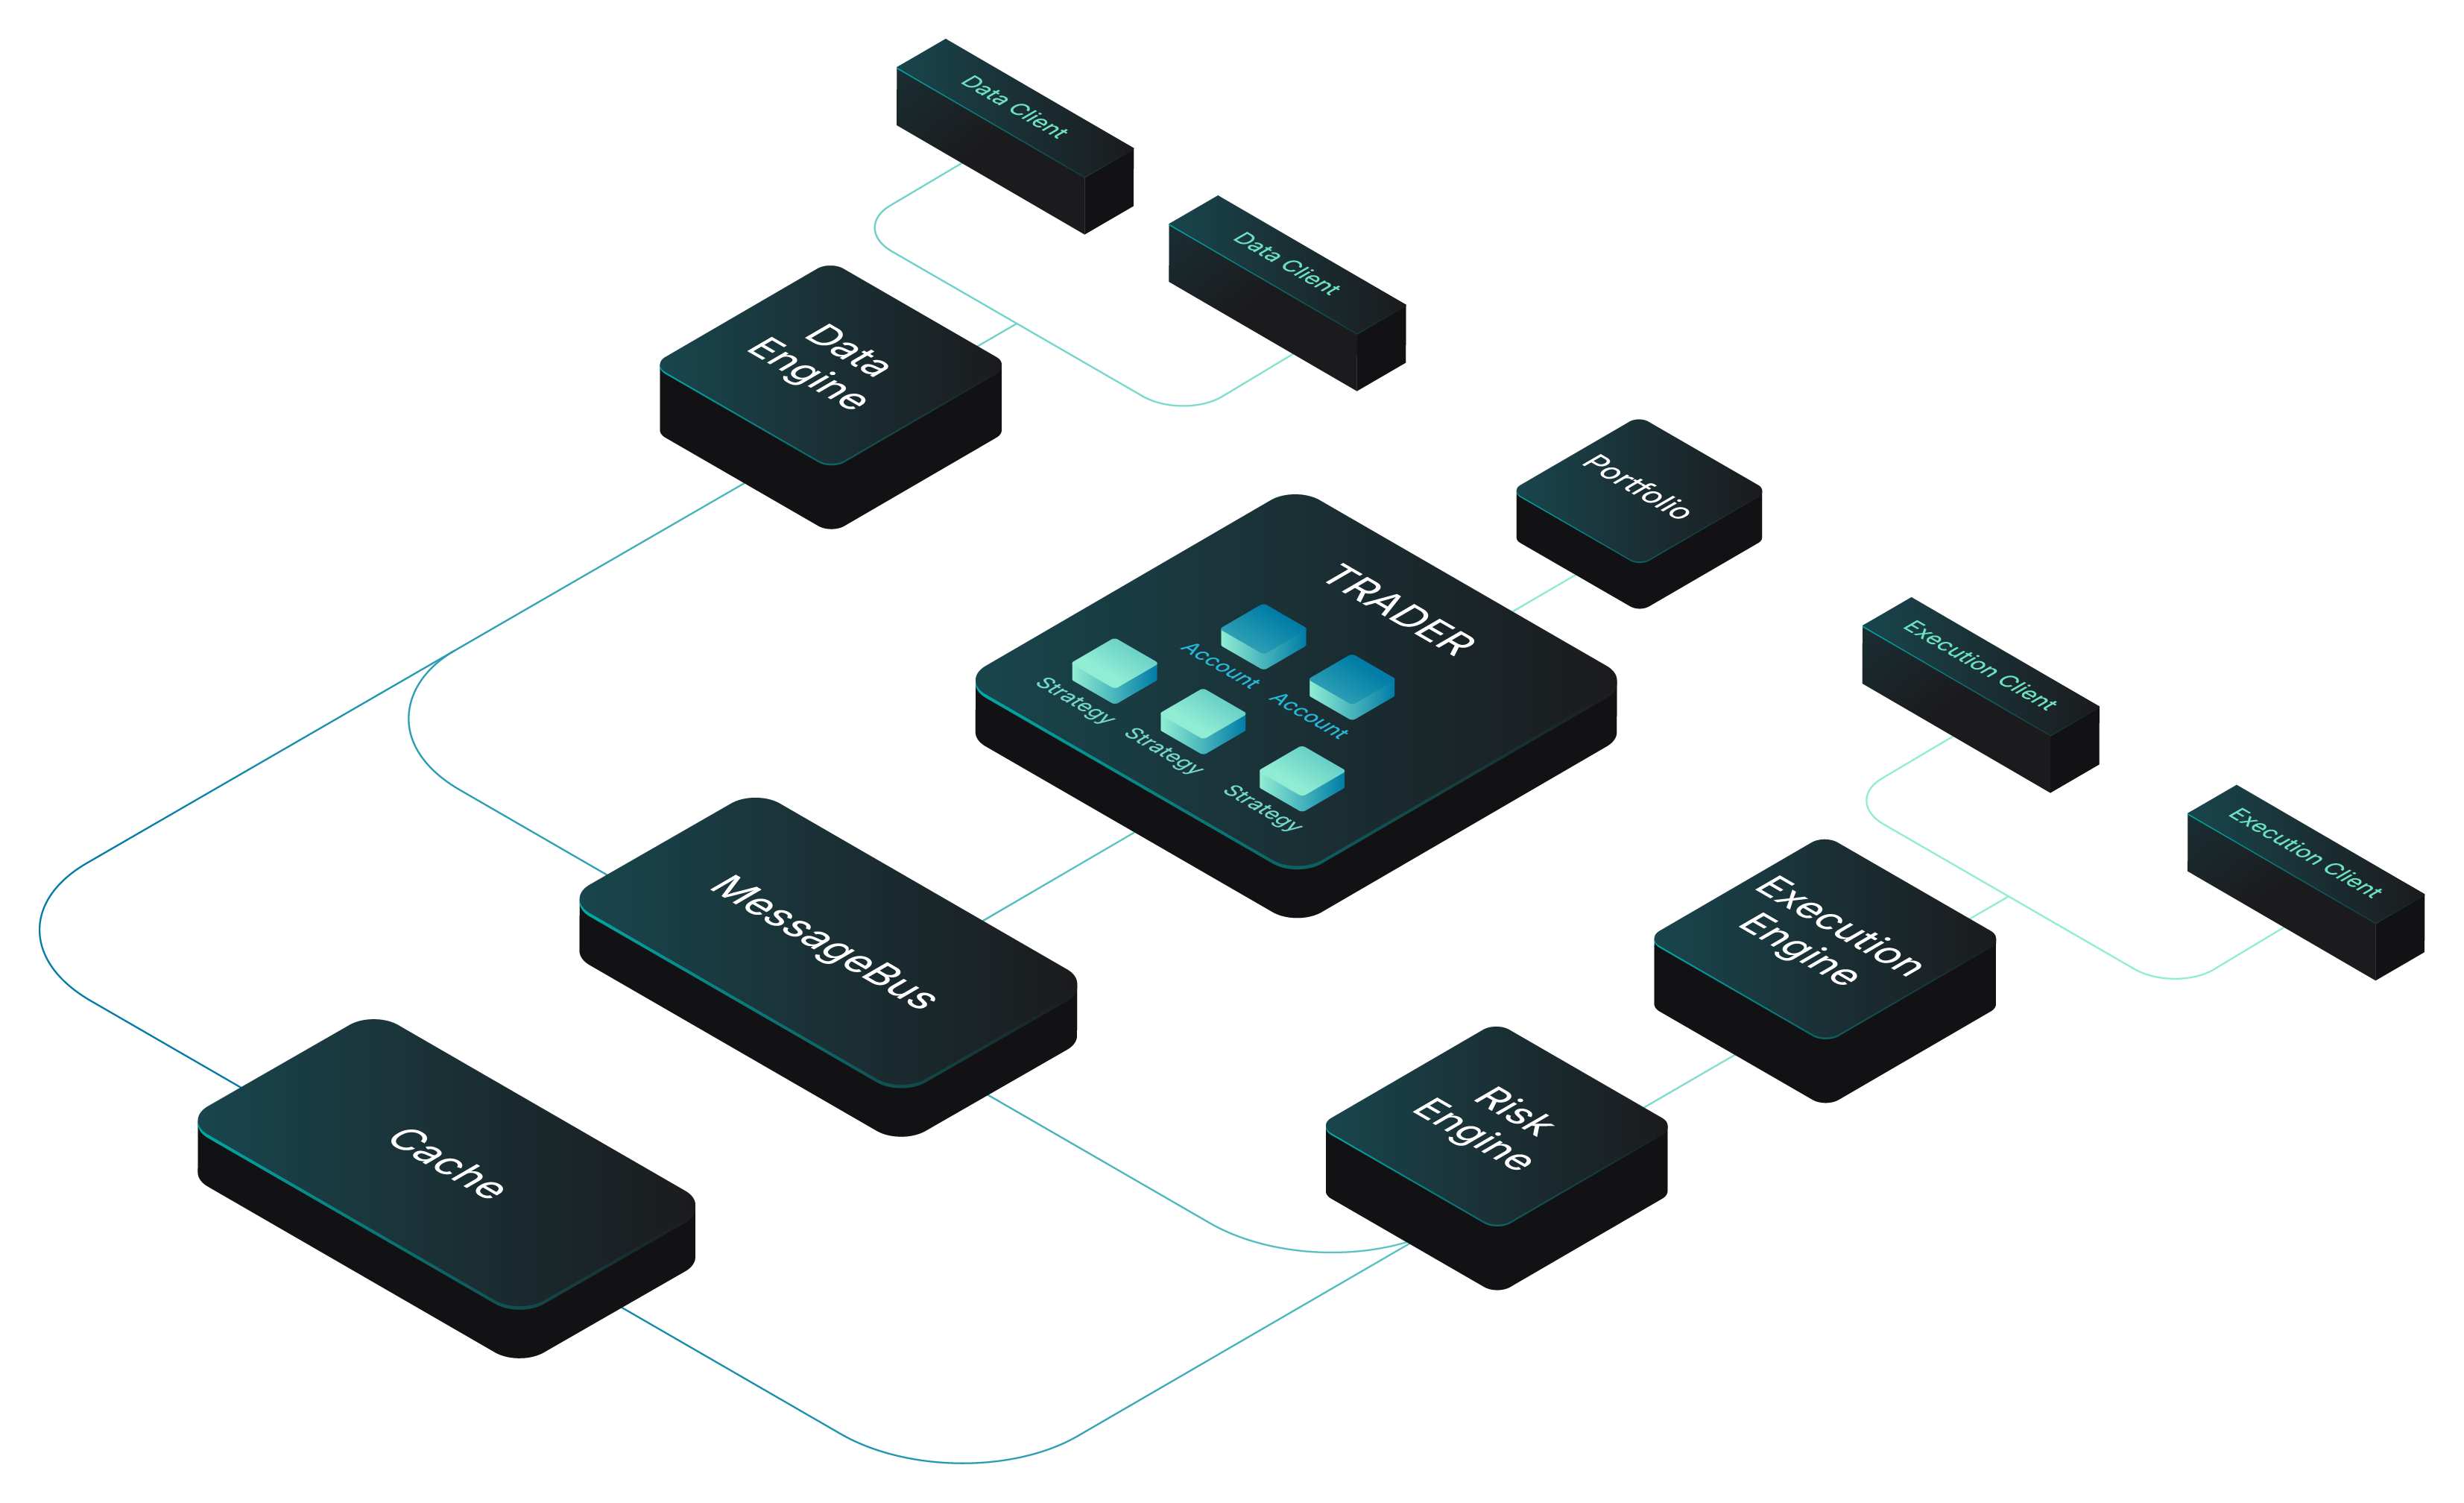 Data Client
Data Client
Data
Engine
Portfolio
TRADER
Account
Account
Strategy
Strategy
Strategy
Execution Client
Execution Client
Execution
Engine
MessageBus
Risk
Engine
Cache